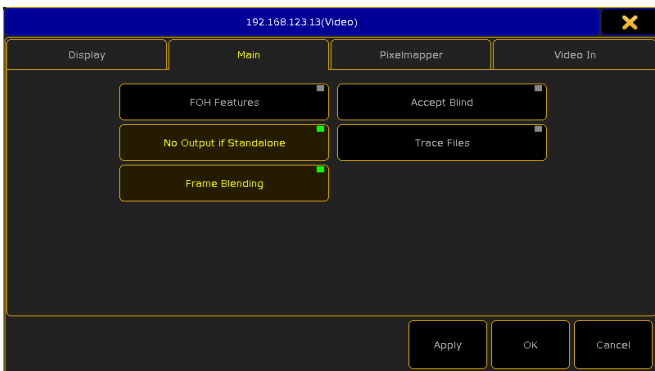 192.168.123.13(Video)
Display
Main
Pixelmapper
Video In
FOH Features
Accept Blind
No Output if Standalone
Trace Files
Frame Blending
Apply
OK
Cancel